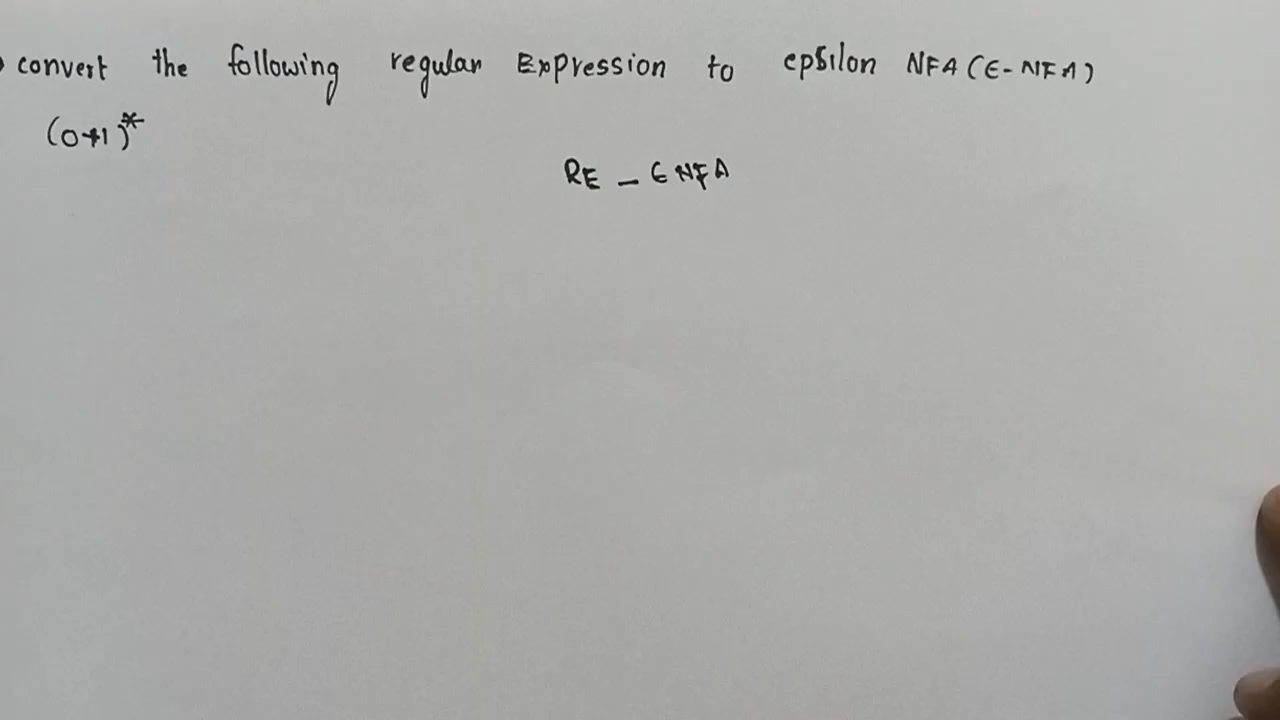 convert the following regular Expression to epsilon NFA (ϵ-NFA)
(0+1)*
RE - ϵNFA